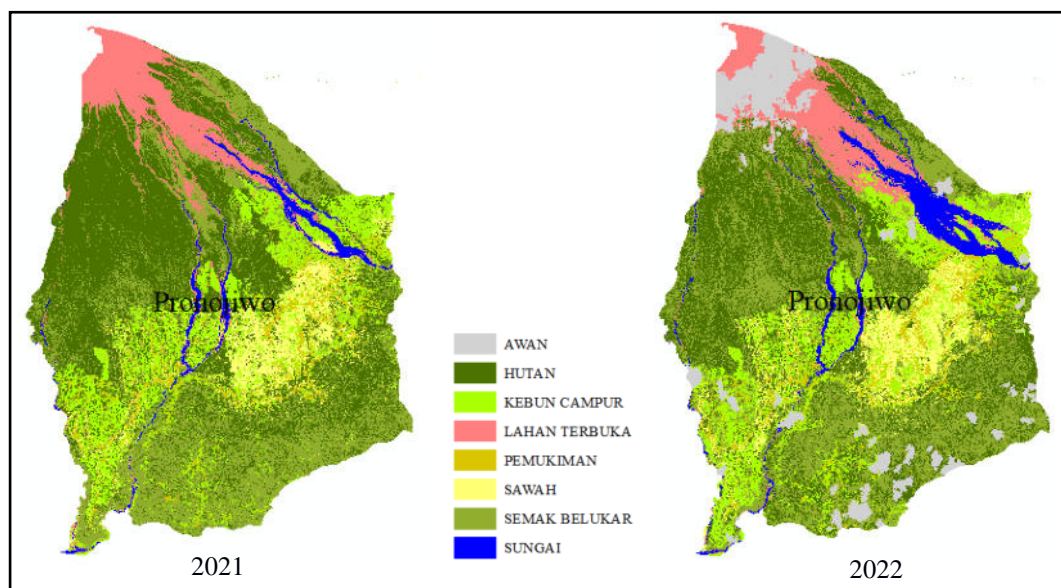 Pronojiwo
Pronojiwo
AWAN
HUTAN
KEBUN CAMPUR
LAHAN TERBUKA
PEMUKIMAN
SAWAH
SEMAK BELUKAR
SUNGAI
2021
2022